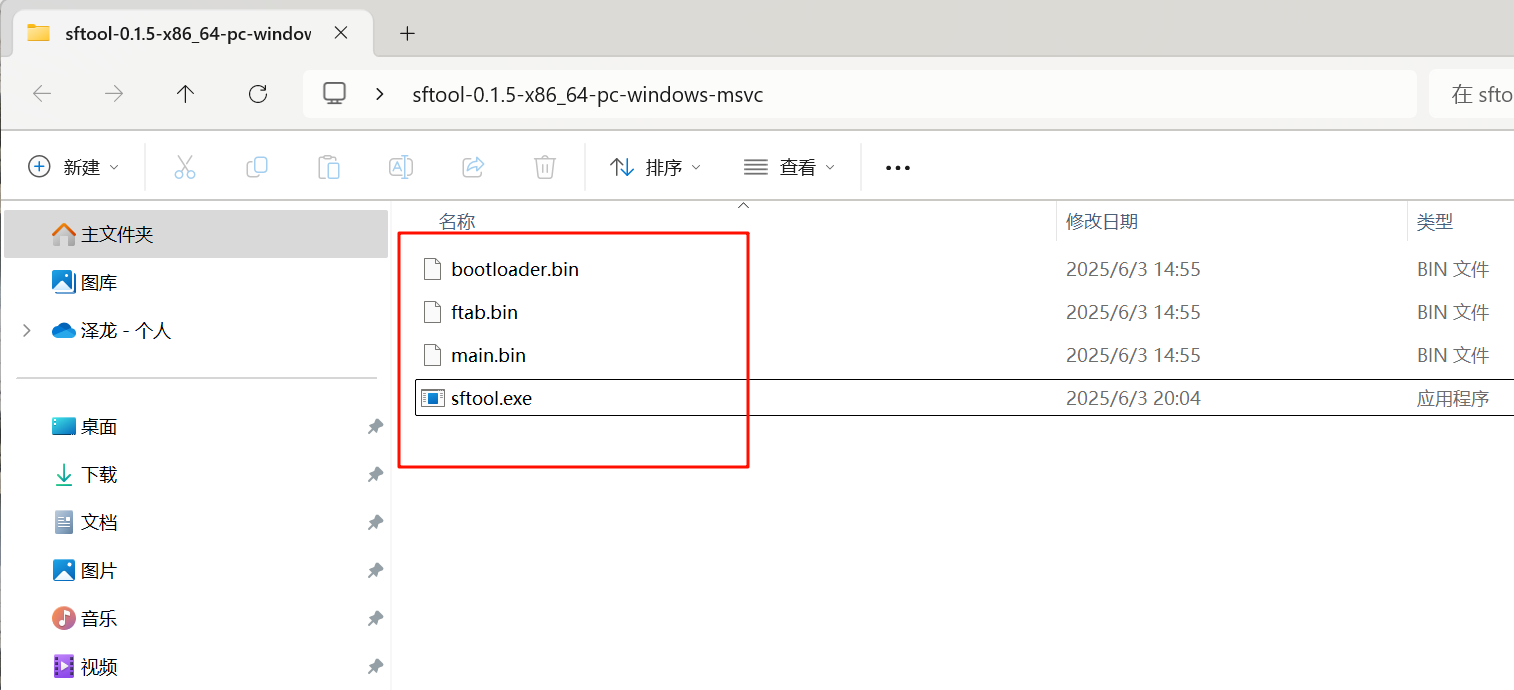 sftool-0.1.5-x86_64-pc-window
sftool-0.1.5-x86_64-pc-windows-msvc
在 sfto
新建
排序
查看
名称
修改日期
类型
主文件夹
图库
泽龙 - 个人
桌面
下载
文档
图片
音乐
视频
bootloader.bin 2025/6/3 14:55 BIN 文件
ftab.bin 2025/6/3 14:55 BIN 文件
main.bin 2025/6/3 14:55 BIN 文件
sftool.exe 2025/6/3 20:04 应用程序